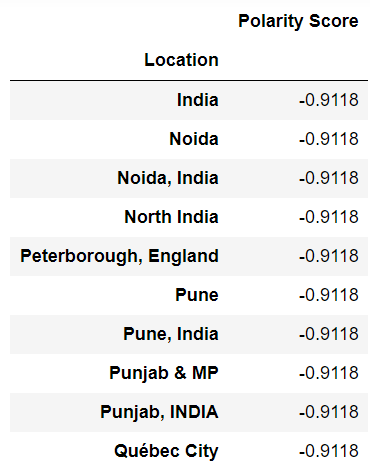 Polarity Score
Location
India -0.9118
Noida -0.9118
Noida, India -0.9118
North India -0.9118
Peterborough, England -0.9118
Pune -0.9118
Pune, India -0.9118
Punjab & MP -0.9118
Punjab, INDIA -0.9118
Québec City -0.9118